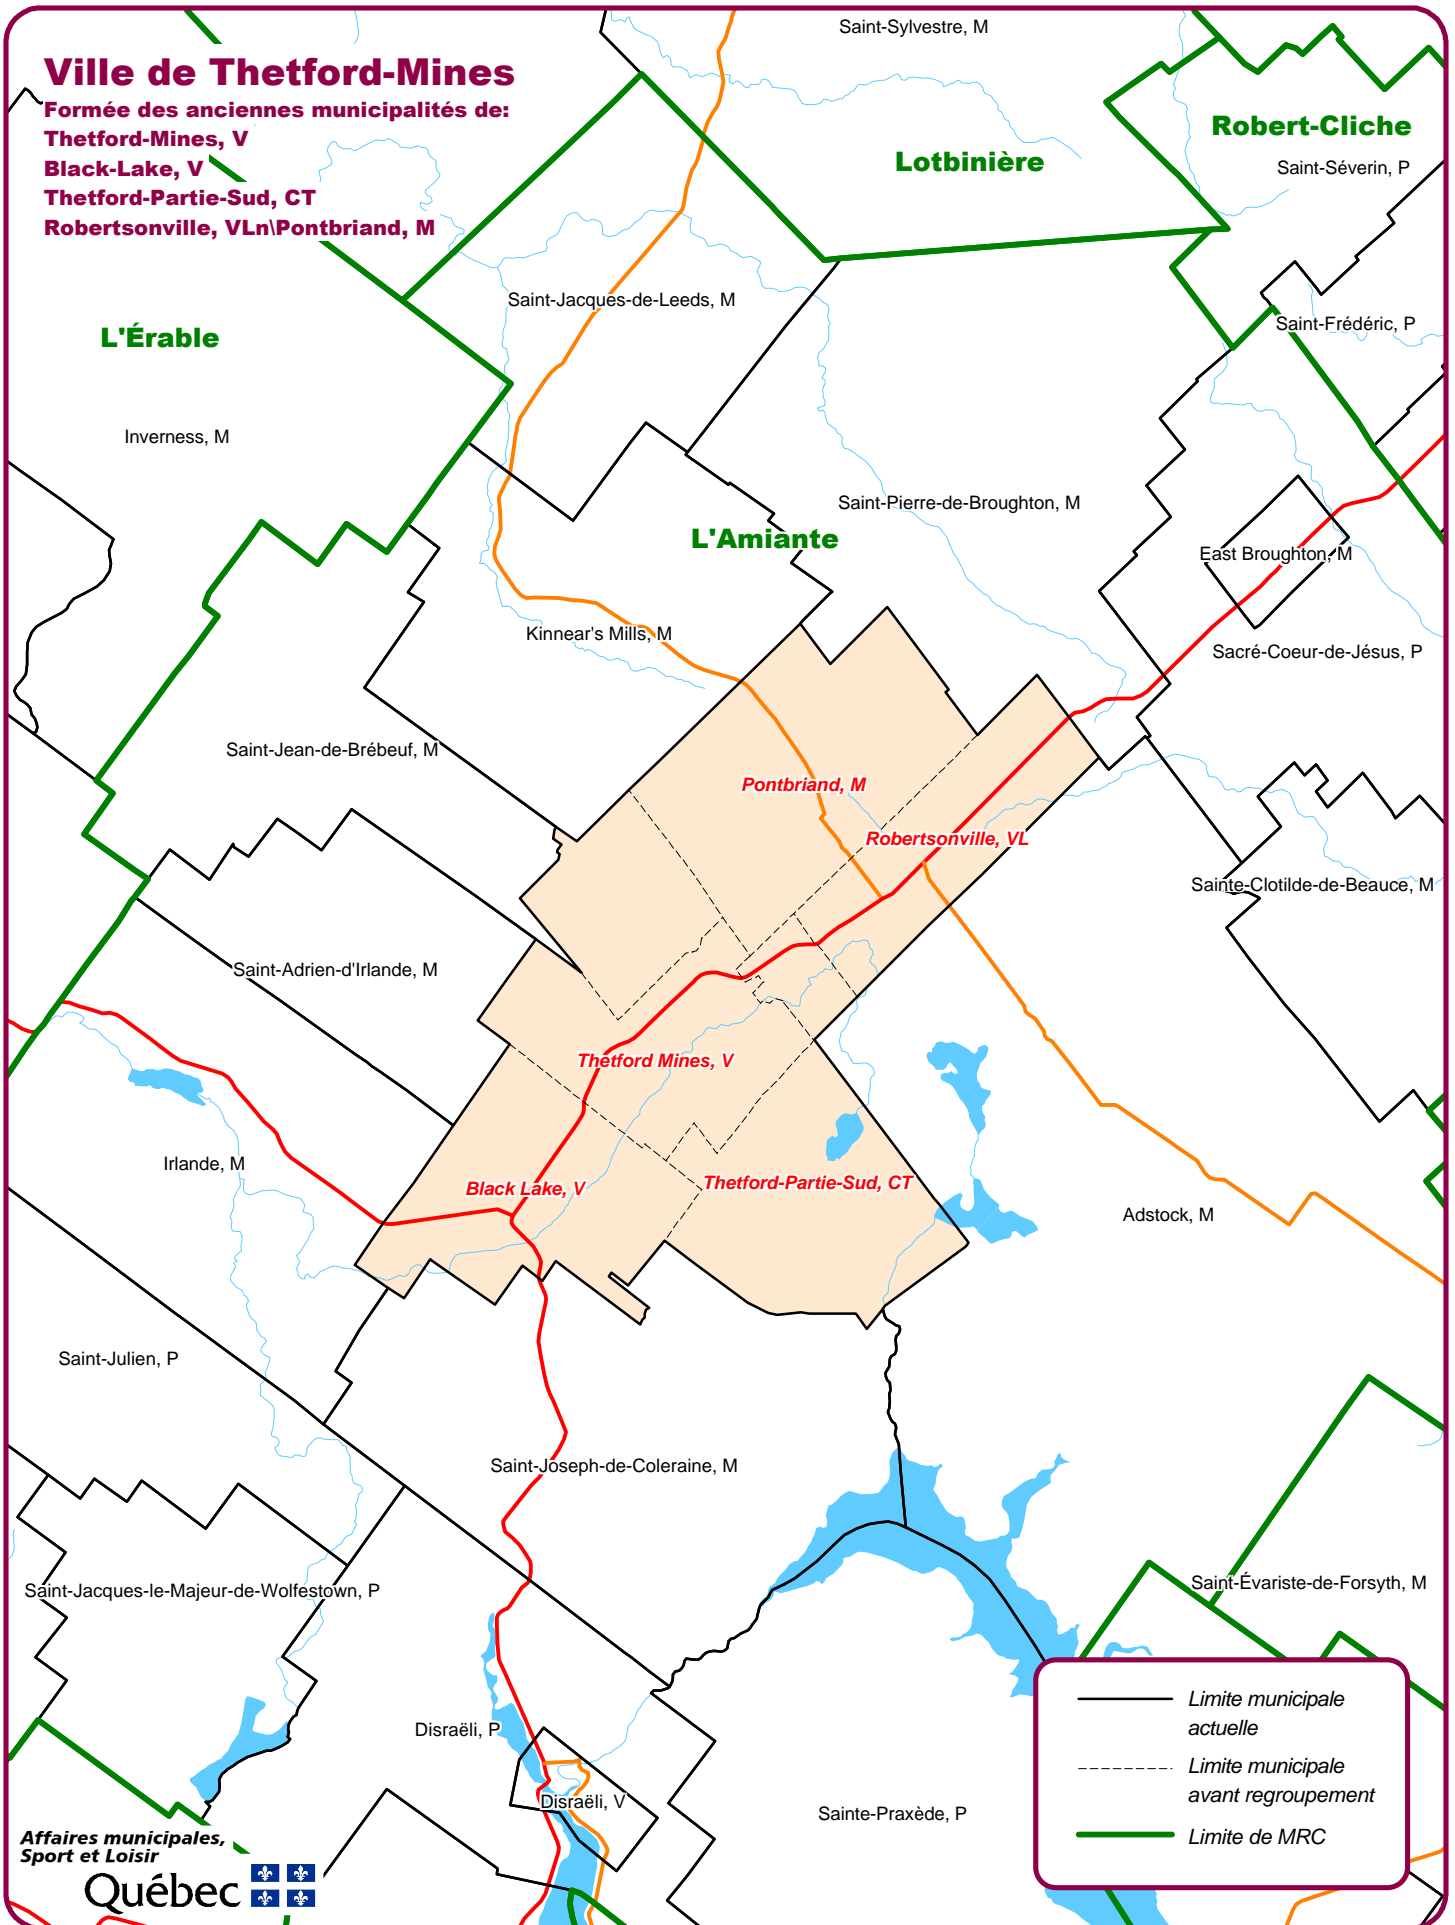 Ville de Thetford-Mines
Formée des anciennes municipalités de:
Thetford-Mines, V
Black-Lake, V
Thetford-Partie-Sud, CT
Robertsonville, VLn\Pontbriand, M
Saint-Sylvestre, M
Robert-Cliche
Lotbinière
Saint-Séverin, P
Saint-Jacques-de-Leeds, M
Saint-Frédéric, P
L'Érable
Inverness, M
Saint-Pierre-de-Broughton, M
L'Amiante
East Broughton, M
Kinnear's Mills, M
Sacré-Coeur-de-Jésus, P
Saint-Jean-de-Brébeuf, M
Pontbriand, M
Robertsonville, VL
Sainte-Clotilde-de-Beauce, M
Saint-Adrien-d'Irlande, M
Thetford Mines, V
Irlande, M
Black Lake, V
Thetford-Partie-Sud, CT
Adstock, M
Saint-Julien, P
Saint-Joseph-de-Coleraine, M
Saint-Jacques-le-Majeur-de-Wolfestown, P
Saint-Évariste-de-Forsyth, M
Disraëli, P
Disraëli, V
Sainte-Praxède, P
Limite municipale
actuelle
Limite municipale
avant regroupement
Limite de MRC
Affaires municipales,
Sport et Loisir
Québec